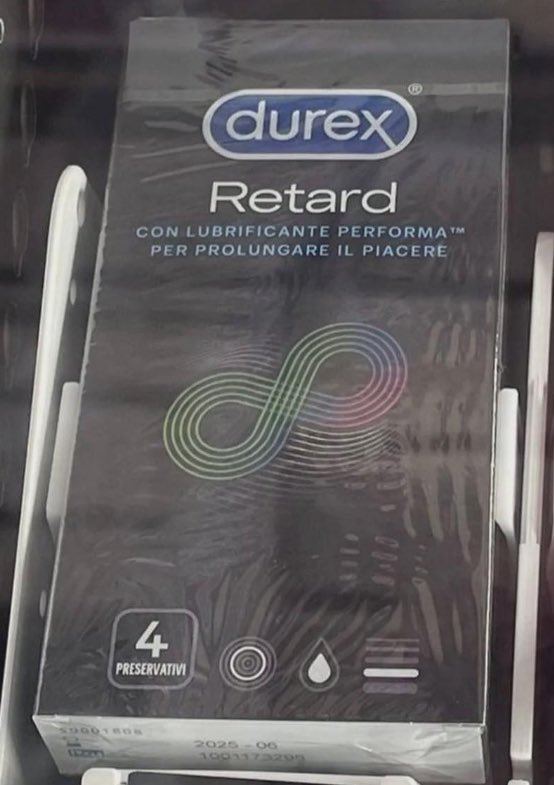 durex®
Retard
CON LUBRIFICANTE PERFORMA™
PER PROLUNGARE IL PIACERE
4
PRESERVATIVI
2025-06